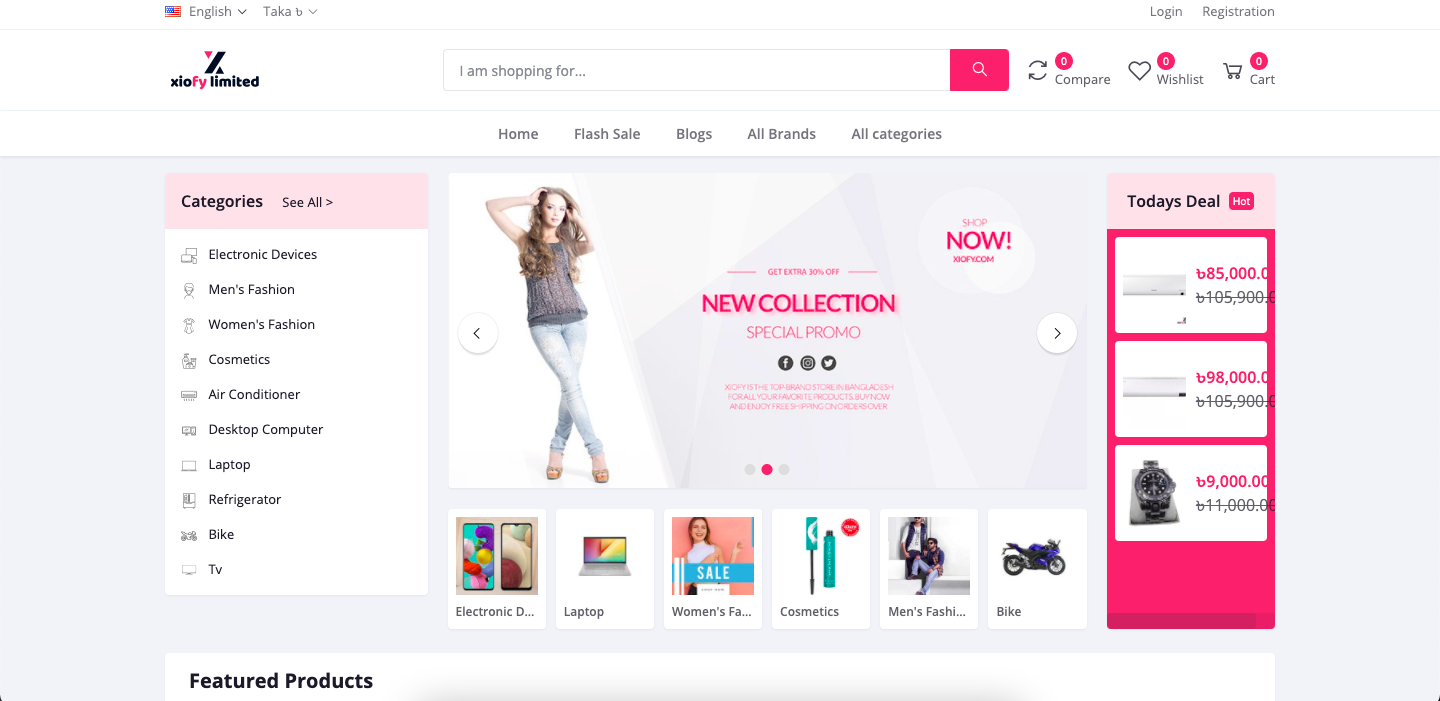 English
Taka ৳
Login
Registration
xiofy limited
I am shopping for...
0
Compare
0
Wishlist
0
Cart
Home
Flash Sale
Blogs
All Brands
All categories
Categories
See All >
Electronic Devices
Men's Fashion
Women's Fashion
Cosmetics
Air Conditioner
Desktop Computer
Laptop
Refrigerator
Bike
Tv
SHOP
NOW!
XIOFY.COM
GET EXTRA 30% OFF
NEW COLLECTION
SPECIAL PROMO
XIOFY IS THE TOP-BRAND STORE IN BANGLADESH
FOR ALL YOUR FAVORITE PRODUCTS. BUY NOW
AND ENJOY FREE SHIPPING ON ORDERS OVER
Todays Deal
Hot
৳85,000.0
৳105,900.0
৳98,000.0
৳105,900.0
৳9,000.00
৳11,000.00
SALE
Electronic D...
Laptop
Women's Fa...
Cosmetics
Men's Fashi...
Bike
Featured Products